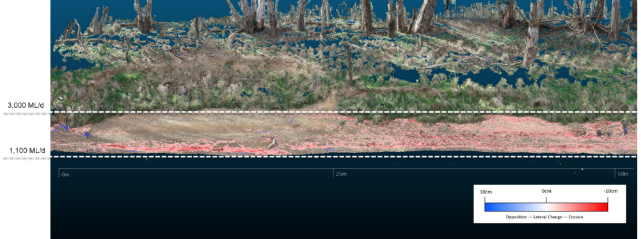 3,000 ML/d
1,100 ML/d
0m
25m
50m
10cm
0cm
-10cm
Deposition — Lateral Change — Erosion